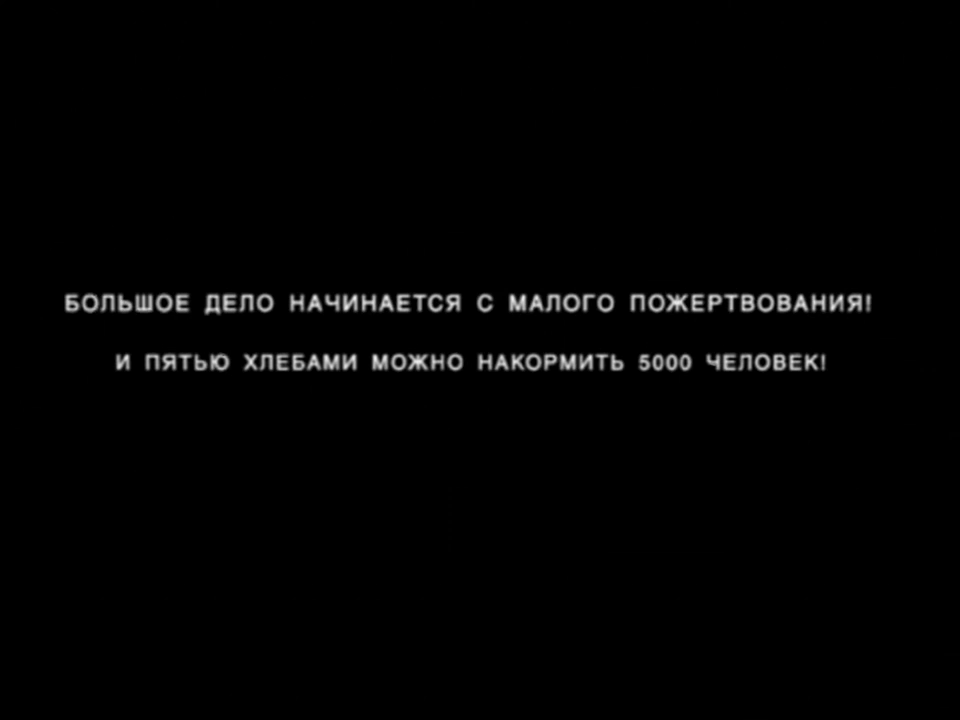 БОЛЬШОЕ ДЕЛО НАЧИНАЕТСЯ С МАЛОГО ПОЖЕРТВОВАНИЯ!
И ПЯТЬЮ ХЛЕБАМИ МОЖНО НАКОРМИТЬ 5000 ЧЕЛОВЕК!